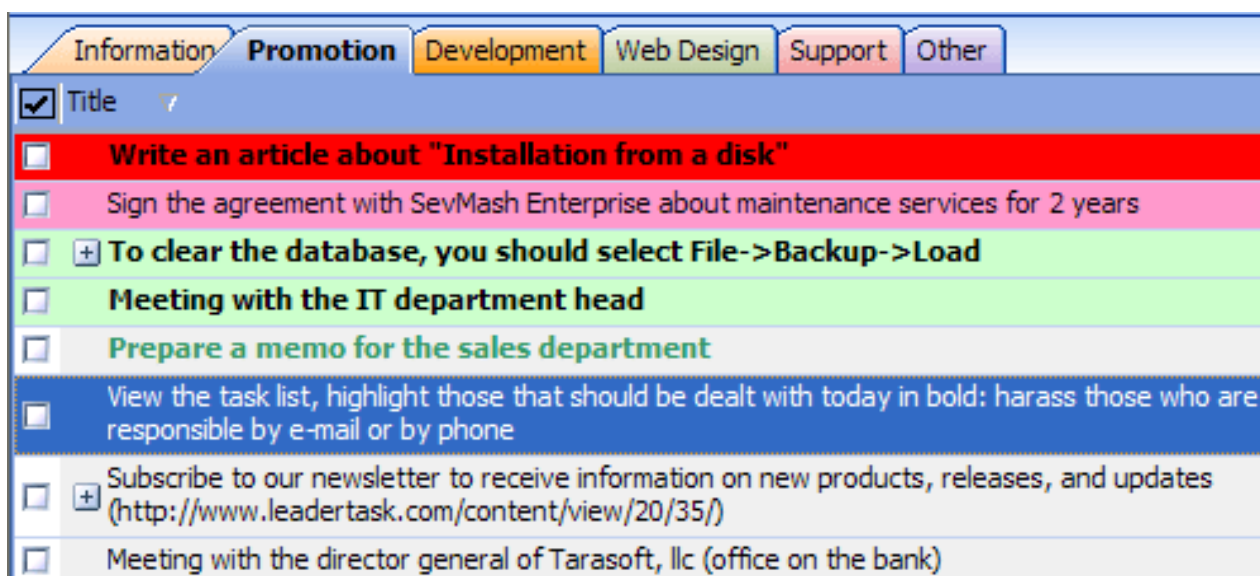 Information Promotion Development Web Design Support Other
Title
Write an article about "Installation from a disk"
Sign the agreement with SevMash Enterprise about maintenance services for 2 years
To clear the database, you should select File->Backup->Load
Meeting with the IT department head
Prepare a memo for the sales department
View the task list, highlight those that should be dealt with today in bold: harass those who are
responsible by e-mail or by phone
Subscribe to our newsletter to receive information on new products, releases, and updates
(http://www.leadertask.com/content/view/20/35/)
Meeting with the director general of Tarasoft, llc (office on the bank)